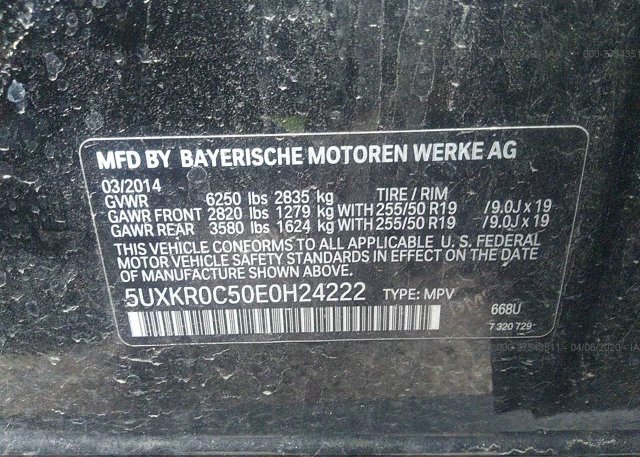 MFD BY BAYERISCHE MOTOREN WERKE AG
03/2014 TIRE / RIM
GVWR 6250 lbs 2835 kg
GAWR FRONT 2820 lbs 1279 kg WITH 255/50 R19 /9.0J x 19
GAWR REAR 3580 lbs 1624 kg WITH 255/50 R19 /9.0J x 19
THIS VEHICLE CONFORMS TO ALL APPLICABLE U. S. FEDERAL
MOTOR VEHICLE SAFETY STANDARDS IN EFFECT ON THE
DATE OF MANUFACTURE SHOWN ABOVE.
5UXKR0C50E0H24222 TYPE: MPV
668U
7 320 729